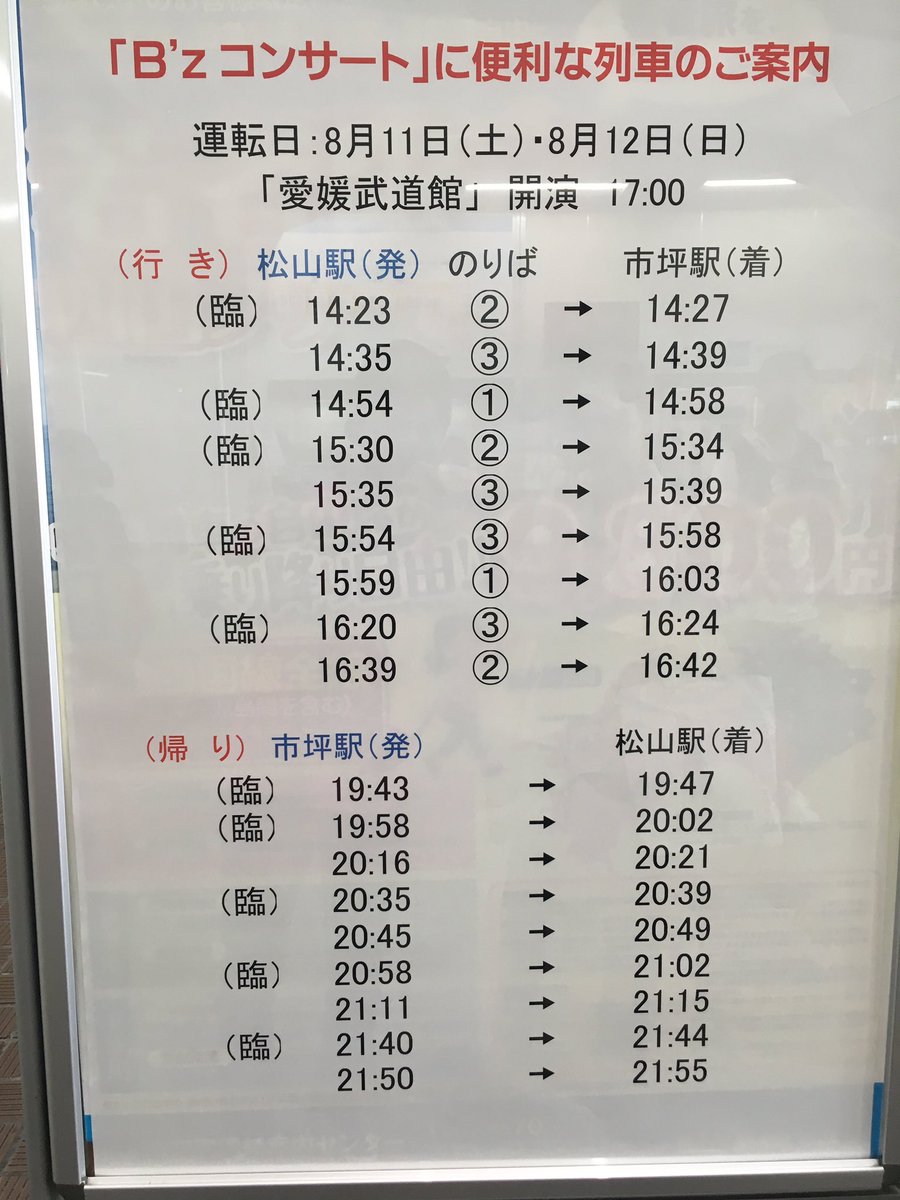 「B'z コンサート」に便利な列車のご案内
運転日:8月11日(土)・8月12日(日)
「愛媛武道館」 開演 17:00
(行 き) 松山駅(発) のりば 市坪駅(着)
(臨) 14:23 ② → 14:27
14:35 ③ → 14:39
(臨) 14:54 ① → 14:58
(臨) 15:30 ② → 15:34
15:35 ③ → 15:39
(臨) 15:54 ③ → 15:58
15:59 ① → 16:03
(臨) 16:20 ③ → 16:24
16:39 ② → 16:42
(帰 り) 市坪駅(発) 松山駅(着)
(臨) 19:43 → 19:47
(臨) 19:58 → 20:02
20:16 → 20:21
(臨) 20:35 → 20:39
20:45 → 20:49
(臨) 20:58 → 21:02
21:11 → 21:15
(臨) 21:40 → 21:44
21:50 → 21:55